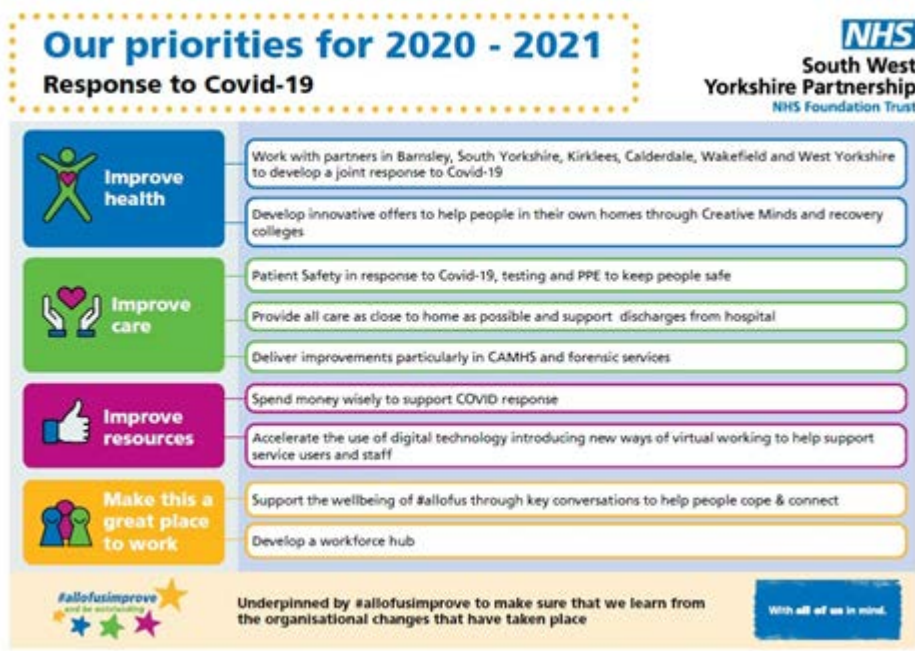 Our priorities for 2020 - 2021
Response to Covid-19
NHS
South West
Yorkshire Partnership
NHS Foundation Trust
Improve
health
Work with partners in Barnsley, South Yorkshire, Kirklees, Calderdale, Wakefield and West Yorkshire
to develop a joint response to Covid-19
Develop innovative offers to help people in their own homes through Creative Minds and recovery
colleges
Improve
care
Patient Safety in response to Covid-19, testing and PPE to keep people safe
Provide all care as close to home as possible and support discharges from hospital
Deliver improvements particularly in CAMHS and forensic services
Improve
resources
Spend money wisely to support COVID response
Accelerate the use of digital technology introducing new ways of virtual working to help support
service users and staff
Make this a
great place
to work
Support the wellbeing of #allofus through key conversations to help people cope & connect
Develop a workforce hub
#allofusimprove
and be outstanding
Underpinned by #allofusimprove to make sure that we learn from
the organisational changes that have taken place
With all of us in mind.